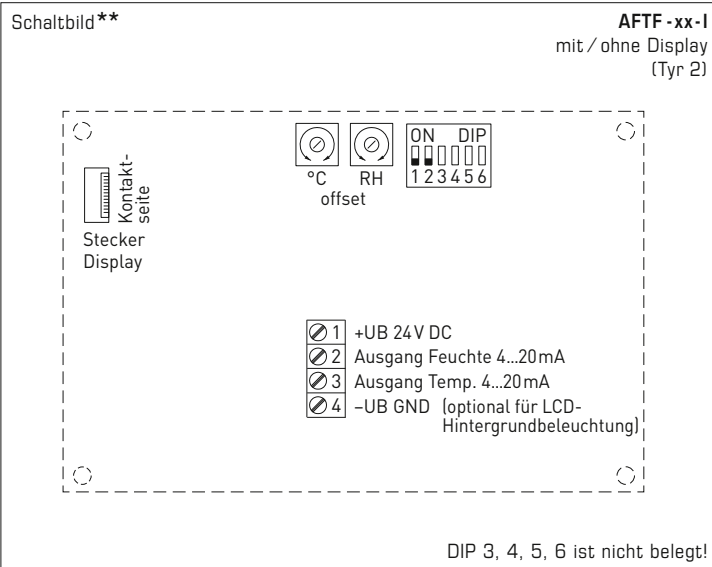 Schaltbild**
AFTF - xx - I
mit / ohne Display
(Tyr 2)
ON DIP
1 2 3 4 5 6
°C RH
offset
Kontakt-
seite
Stecker
Display
1 +UB 24V DC
2 Ausgang Feuchte 4...20mA
3 Ausgang Temp. 4...20mA
4 –UB GND (optional für LCD-
Hintergrundbeleuchtung)
DIP 3, 4, 5, 6 ist nicht belegt!